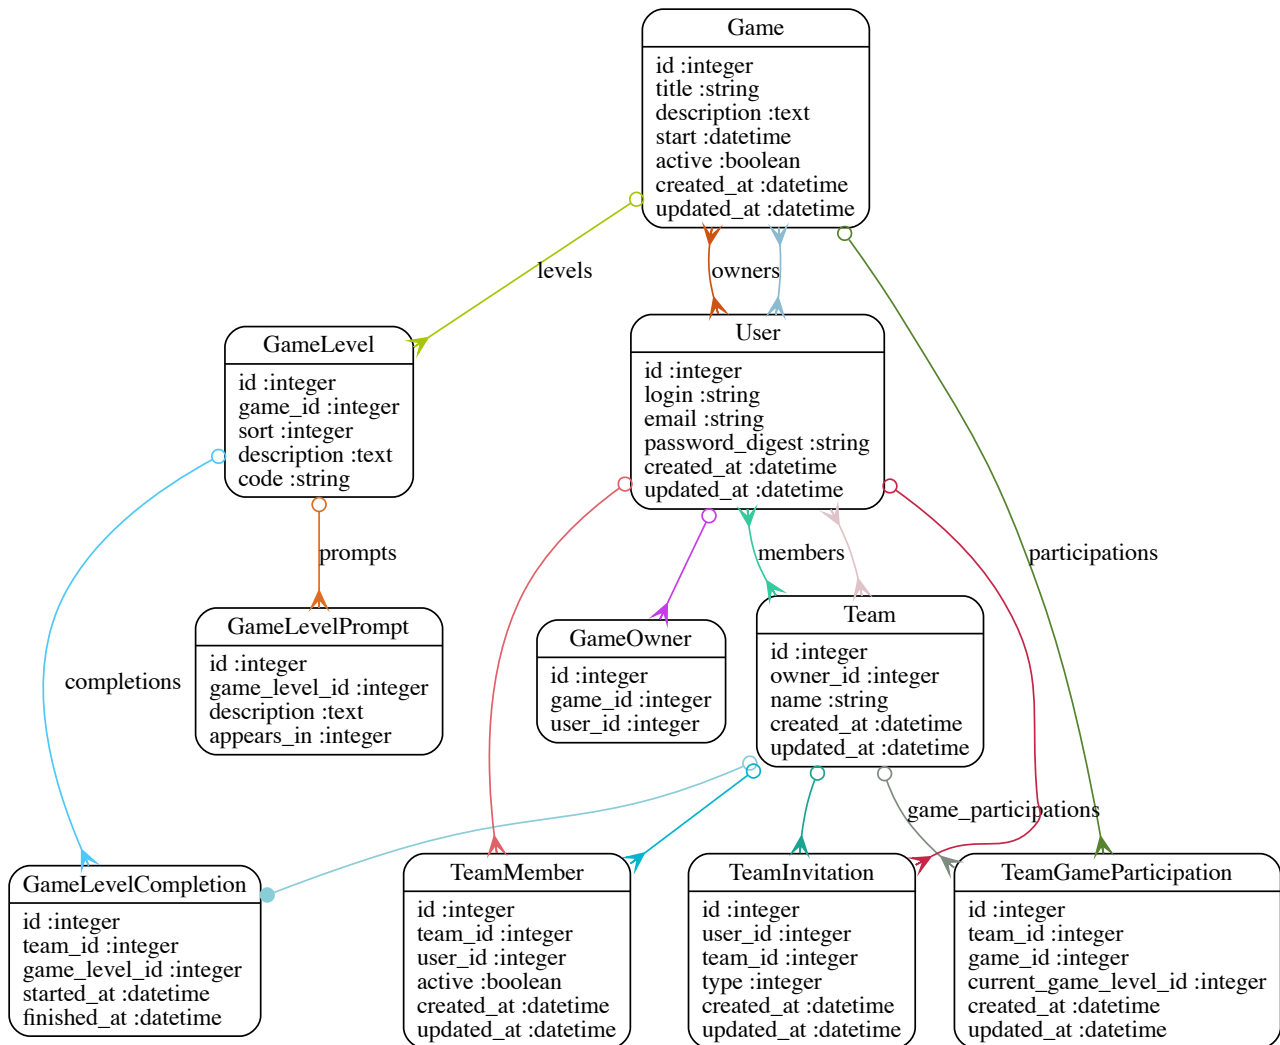 Game
id :integer
title :string
description :text
start :datetime
active :boolean
created_at :datetime
updated_at :datetime
levels
owners
GameLevel
id :integer
game_id :integer
sort :integer
description :text
code :string
User
id :integer
login :string
email :string
password_digest :string
created_at :datetime
updated_at :datetime
prompts
members
participations
GameLevelPrompt
id :integer
game_level_id :integer
description :text
appears_in :integer
GameOwner
id :integer
game_id :integer
user_id :integer
Team
id :integer
owner_id :integer
name :string
created_at :datetime
updated_at :datetime
completions
game_participations
GameLevelCompletion
id :integer
team_id :integer
game_level_id :integer
started_at :datetime
finished_at :datetime
TeamMember
id :integer
team_id :integer
user_id :integer
active :boolean
created_at :datetime
updated_at :datetime
TeamInvitation
id :integer
user_id :integer
team_id :integer
type :integer
created_at :datetime
updated_at :datetime
TeamGameParticipation
id :integer
team_id :integer
game_id :integer
current_game_level_id :integer
created_at :datetime
updated_at :datetime